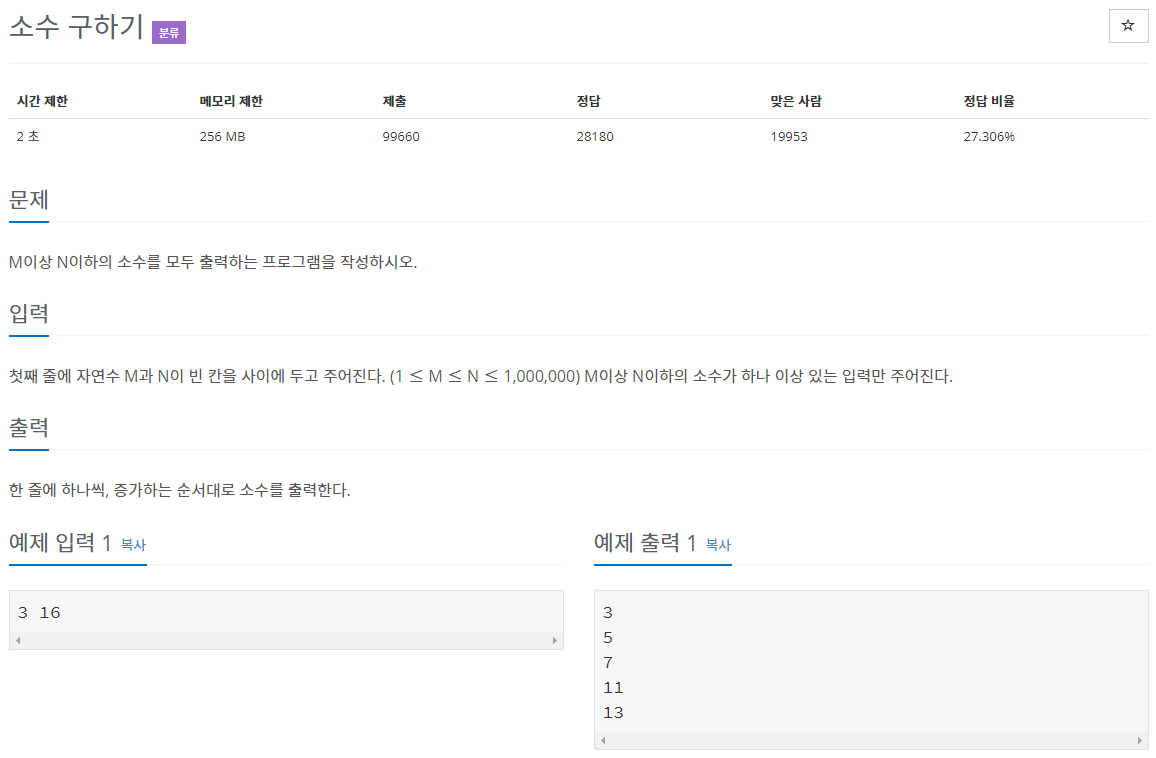 소수 구하기 분류
☆
시간 제한 메모리 제한 제출 정답 맞은 사람 정답 비율
2 초 256 MB 99660 28180 19953 27.306%
문제
M이상 N이하의 소수를 모두 출력하는 프로그램을 작성하시오.
입력
첫째 줄에 자연수 M과 N이 빈 칸을 사이에 두고 주어진다. (1 ≤ M ≤ N ≤ 1,000,000) M이상 N이하의 소수가 하나 이상 있는 입력만 주어진다.
출력
한 줄에 하나씩, 증가하는 순서대로 소수를 출력한다.
예제 입력 1 복사
3 16
예제 출력 1 복사
3
5
7
11
13